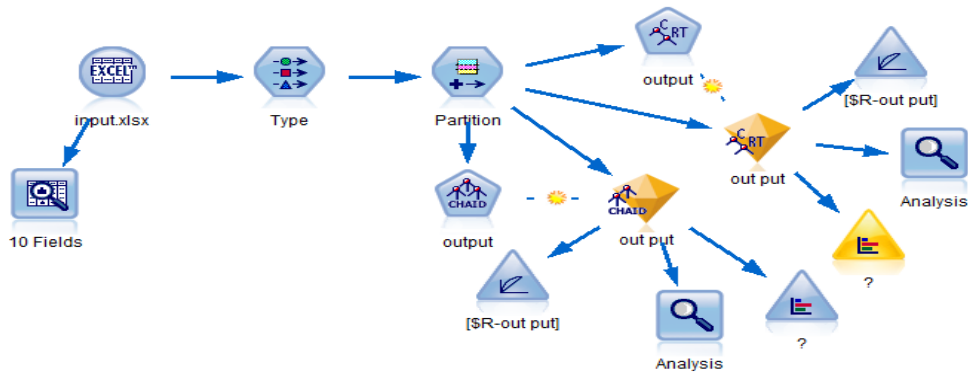 C
RT
output
[$R-out put]
EXCEL™
input.xlsx
Type
Partition
C
RT
out put
Analysis
10 Fields
CHAID
output
CHAID
out put
?
[$R-out put]
Analysis
?